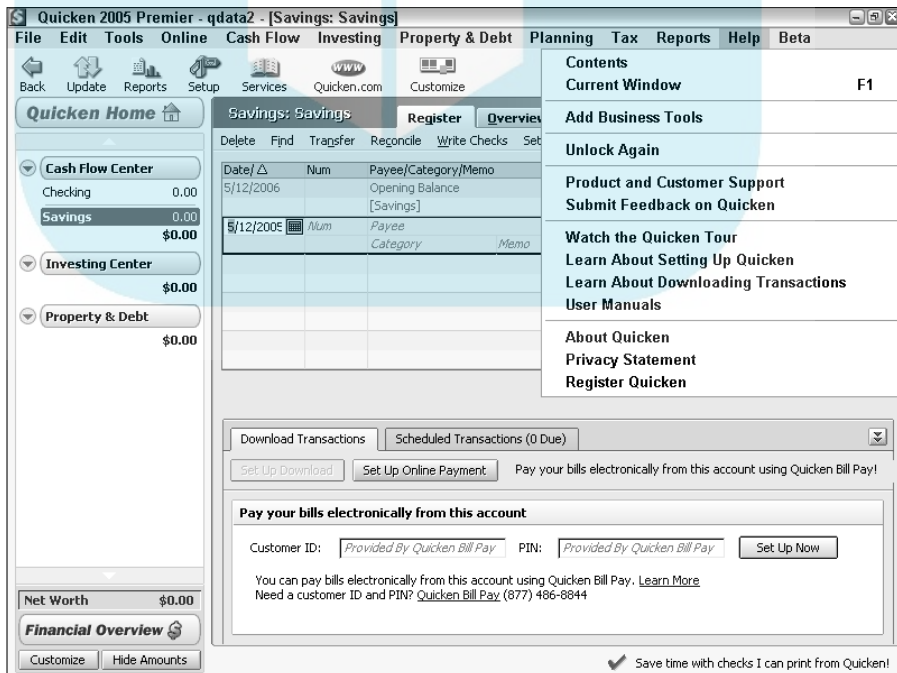 Quicken 2005 Premier - qdata2 - [Savings: Savings]
File Edit Tools Online Cash Flow Investing Property & Debt Planning Tax Reports Help Beta
Back Update Reports Setup Services Quicken.com Customize
www
Contents
Current Window F1
Add Business Tools
Unlock Again
Product and Customer Support
Submit Feedback on Quicken
Watch the Quicken Tour
Learn About Setting Up Quicken
Learn About Downloading Transactions
User Manuals
About Quicken
Privacy Statement
Register Quicken
Quicken Home
Cash Flow Center
Checking 0.00
Savings 0.00
$0.00
Investing Center
$0.00
Property & Debt
$0.00
Net Worth $0.00
Financial Overview
Customize Hide Amounts
Savings: Savings Register Overview
Delete Find Transfer Reconcile Write Checks Set
Date/ Num Payee/Category/Memo
5/12/2006 Opening Balance
[Savings]
5/12/2005 Num Payee
Category Memo
Download Transactions Scheduled Transactions (0 Due)
Set Up Download Set Up Online Payment Pay your bills electronically from this account using Quicken Bill Pay!
Pay your bills electronically from this account
Customer ID: Provided By Quicken Bill Pay PIN: Provided By Quicken Bill Pay Set Up Now
You can pay bills electronically from this account using Quicken Bill Pay. Learn More
Need a customer ID and PIN? Quicken Bill Pay (877) 486-8844
Save time with checks I can print from Quicken!